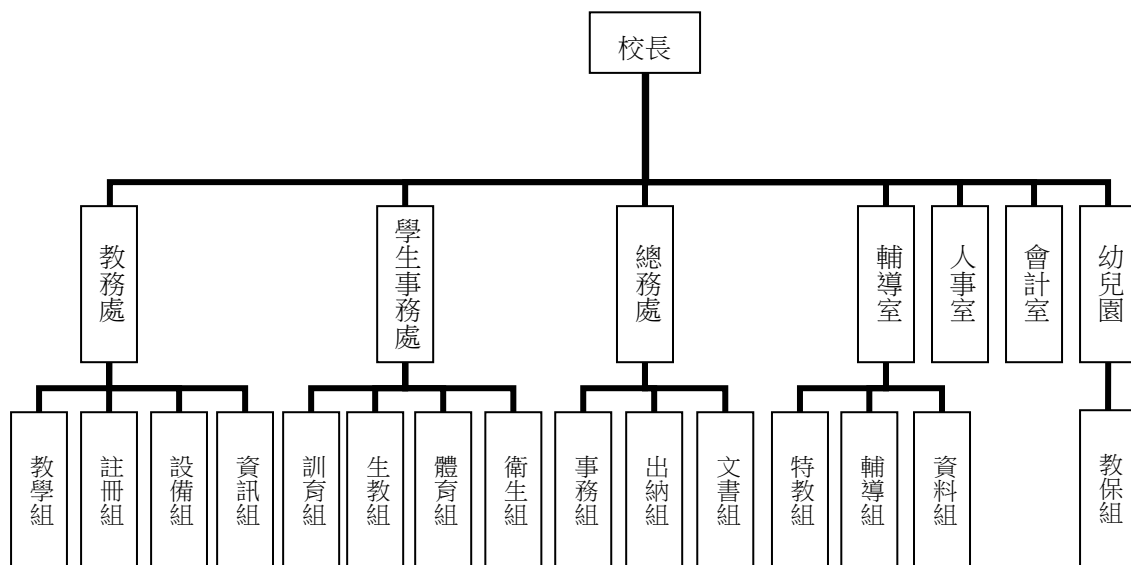 校長
教務處
學生事務處
總務處
輔導室
人事室
會計室
幼兒園
教學組
註冊組
設備組
資訊組
訓育組
生教組
體育組
衛生組
事務組
出納組
文書組
特教組
輔導組
資料組
教保組